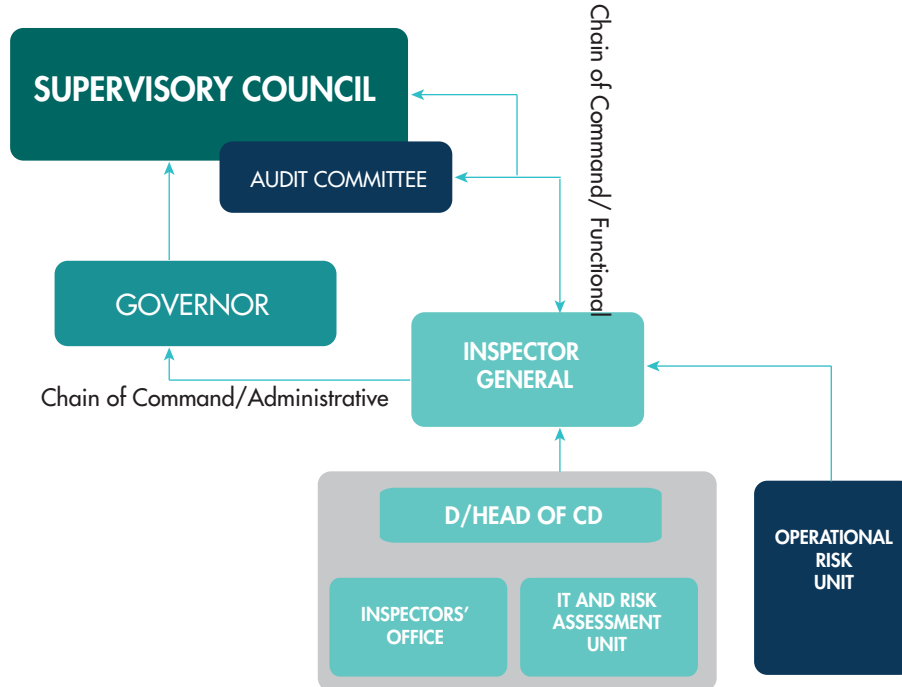 SUPERVISORY COUNCIL
AUDIT COMMITTEE
Chain of Command/ Functional
GOVERNOR
INSPECTOR
GENERAL
Chain of Command/Administrative
D/HEAD OF CD
INSPECTORS’
OFFICE
IT AND RISK
ASSESSMENT
UNIT
OPERATIONAL
RISK
UNIT